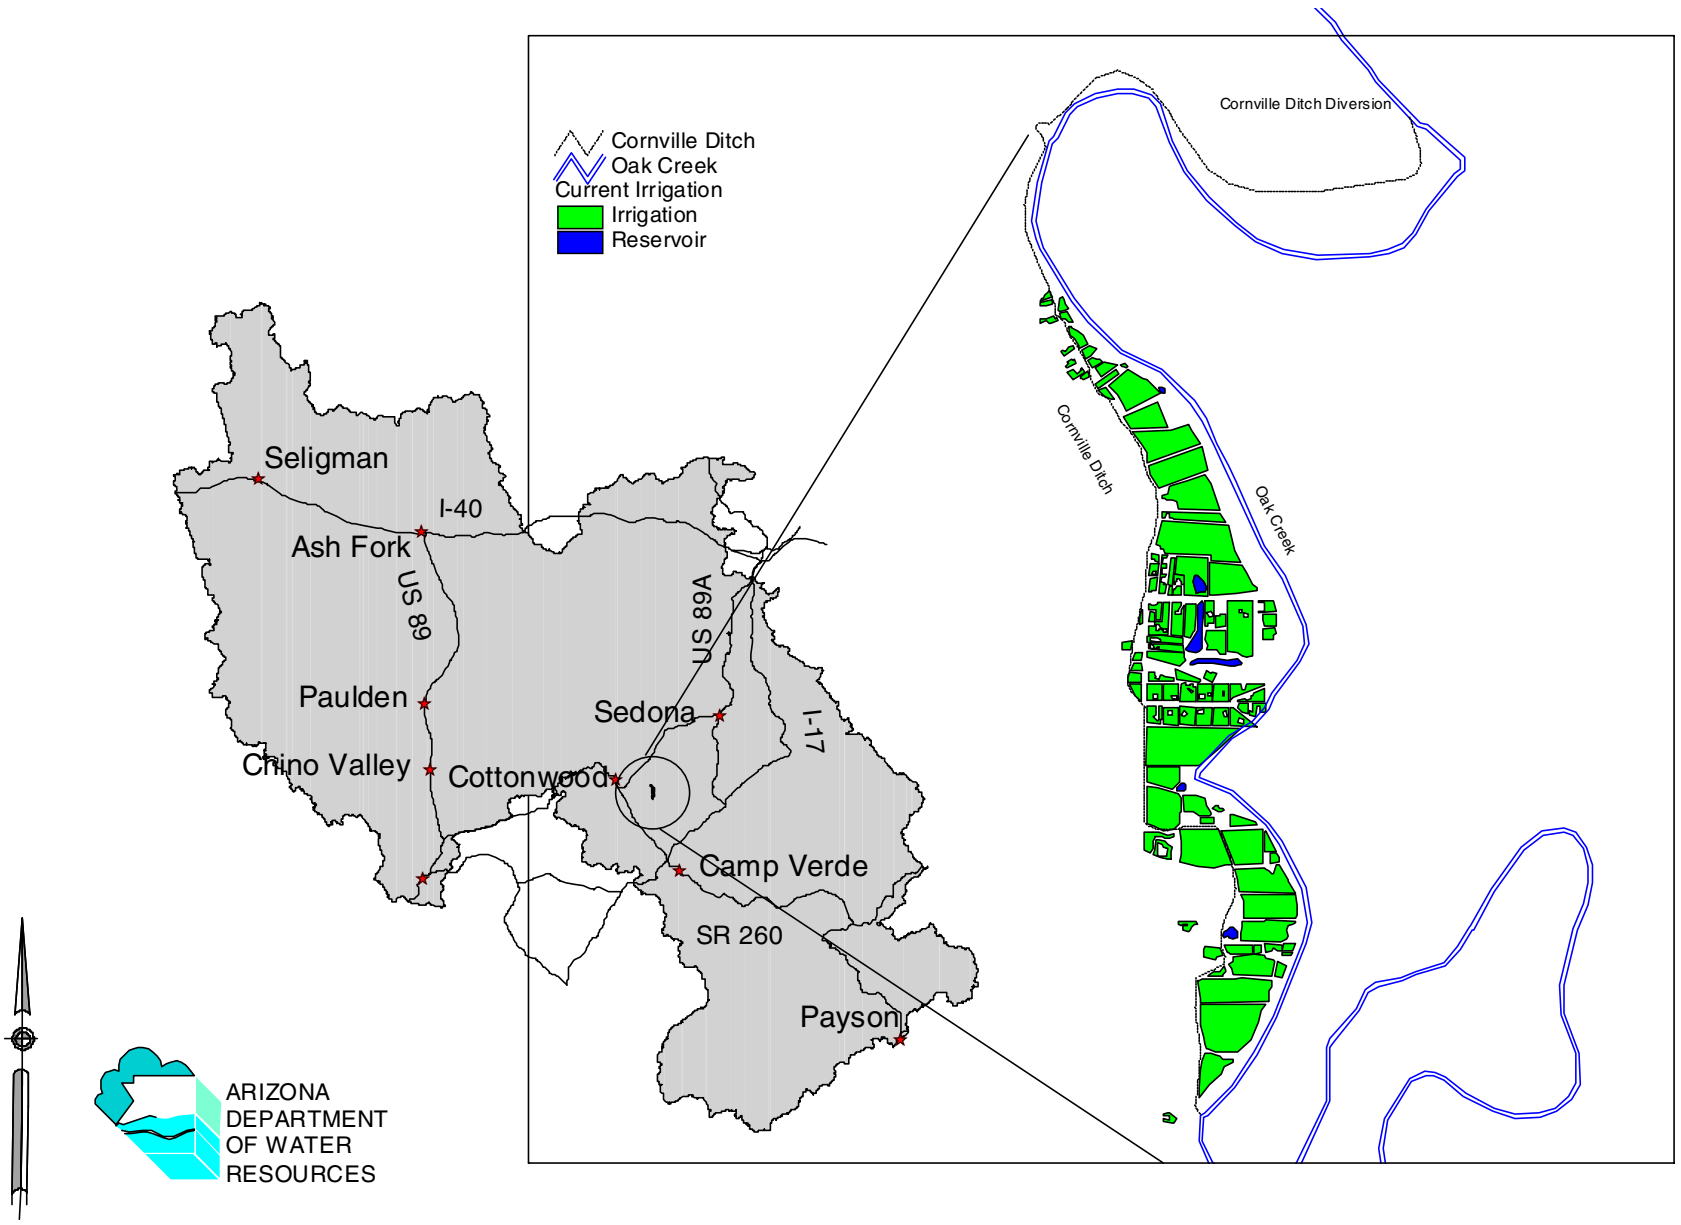 Cornville Ditch Diversion
Cornville Ditch
Oak Creek
Current Irrigation
Irrigation
Reservoir
Cornville Ditch
Oak Creek
Seligman
I-40
Ash Fork
US 89
US 89A
Paulden
Sedona
I-17
Chino Valley
Cottonwood
Camp Verde
SR 260
Payson
ARIZONA
DEPARTMENT
OF WATER
RESOURCES